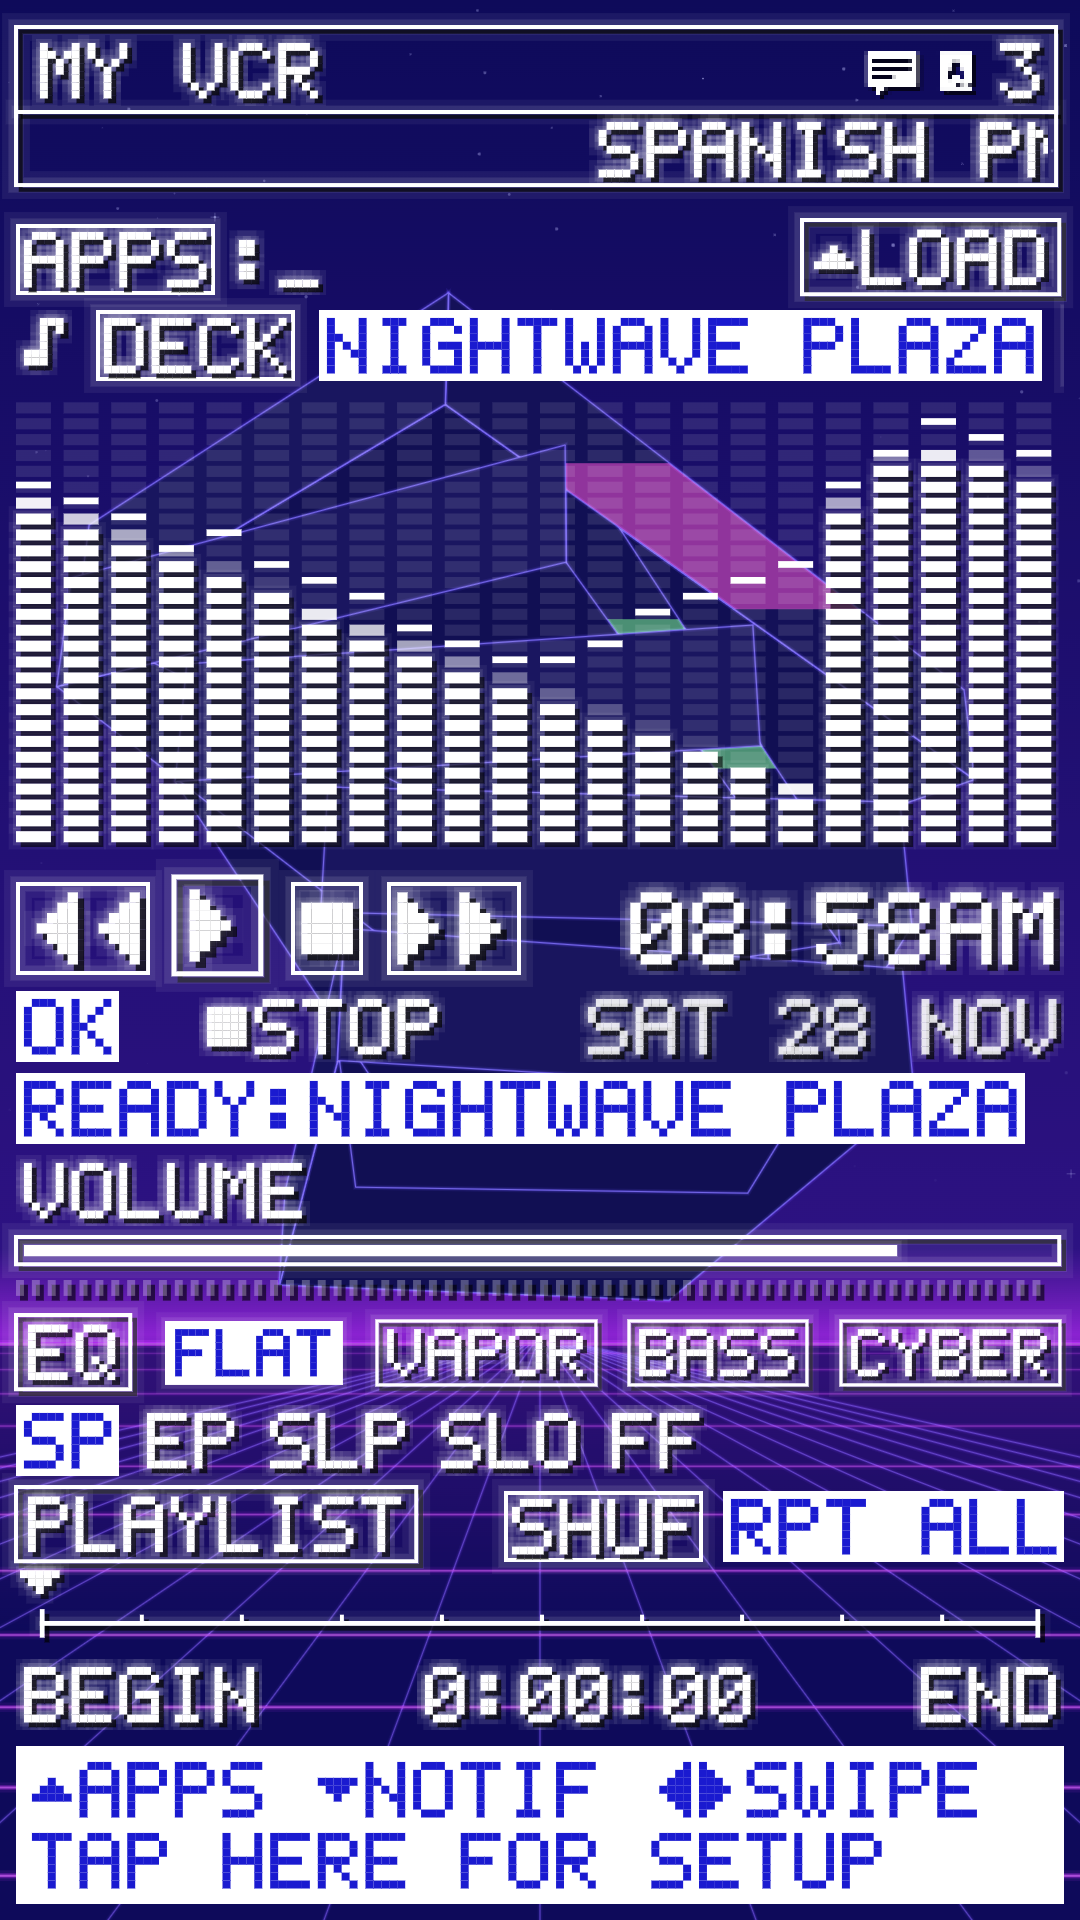 MY VCR 3
SPANISH
APPS:_ LOAD
DECK NIGHTWAVE PLAZA
08:58AM
OK STOP SAT 28 NOV
READY:NIGHTWAVE PLAZA
VOLUME
EQ FLAT VAPOR BASS CYBER
SP EP SLP SLO FF
PLAYLIST SHUF RPT ALL
BEGIN 0:00:00 END
APPS NOTIF SWIPE
TAP HERE FOR SETUP